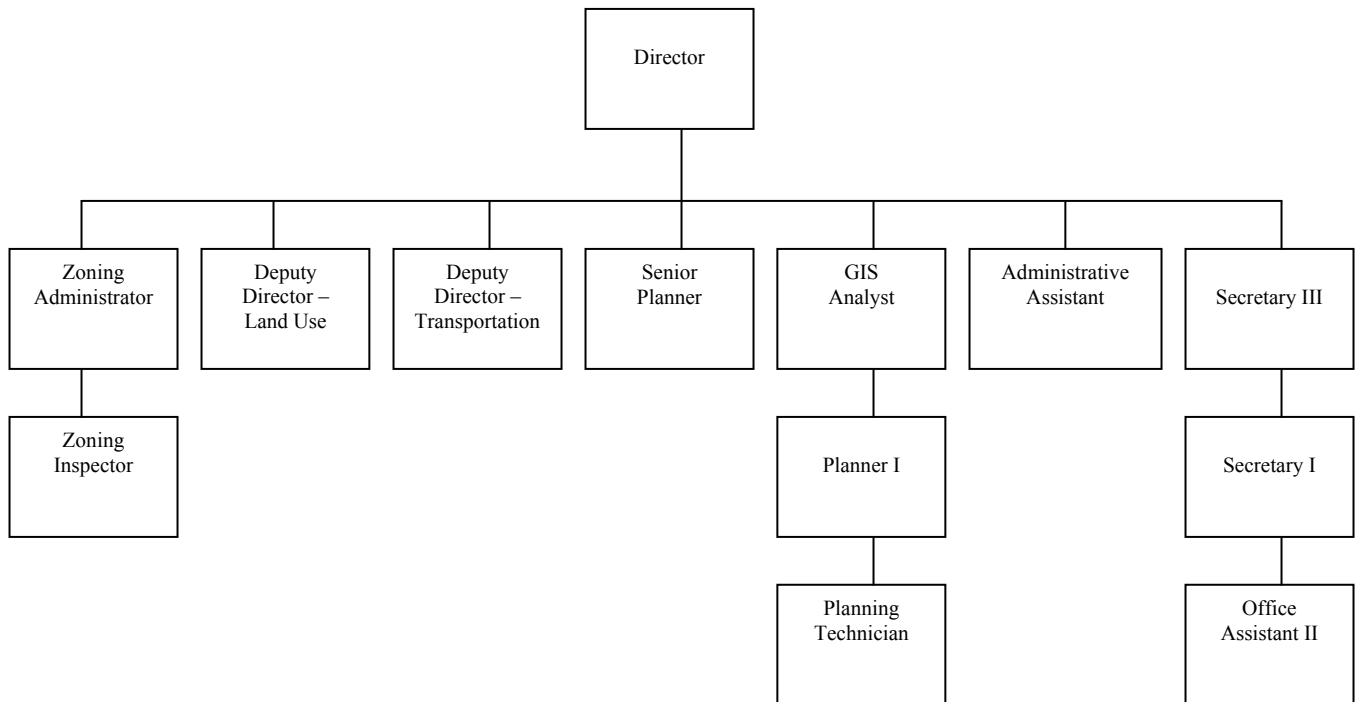 Director
Zoning
Administrator
Deputy
Director –
Land Use
Deputy
Director –
Transportation
Senior
Planner
GIS
Analyst
Administrative
Assistant
Secretary III
Zoning
Inspector
Planner I
Secretary I
Planning
Technician
Office
Assistant II